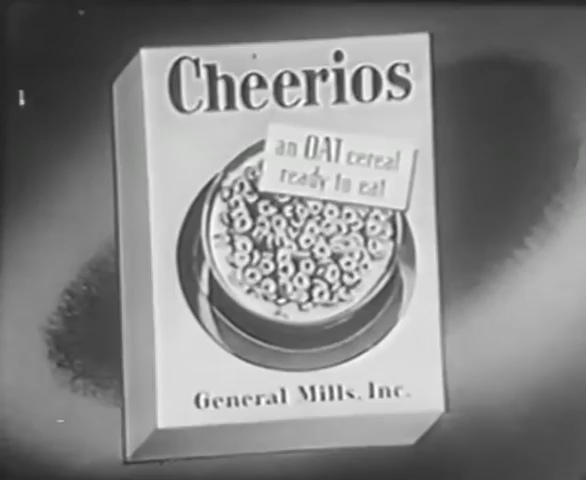 Cheerios
an OAT cereal
ready to eat
General Mills, Inc.